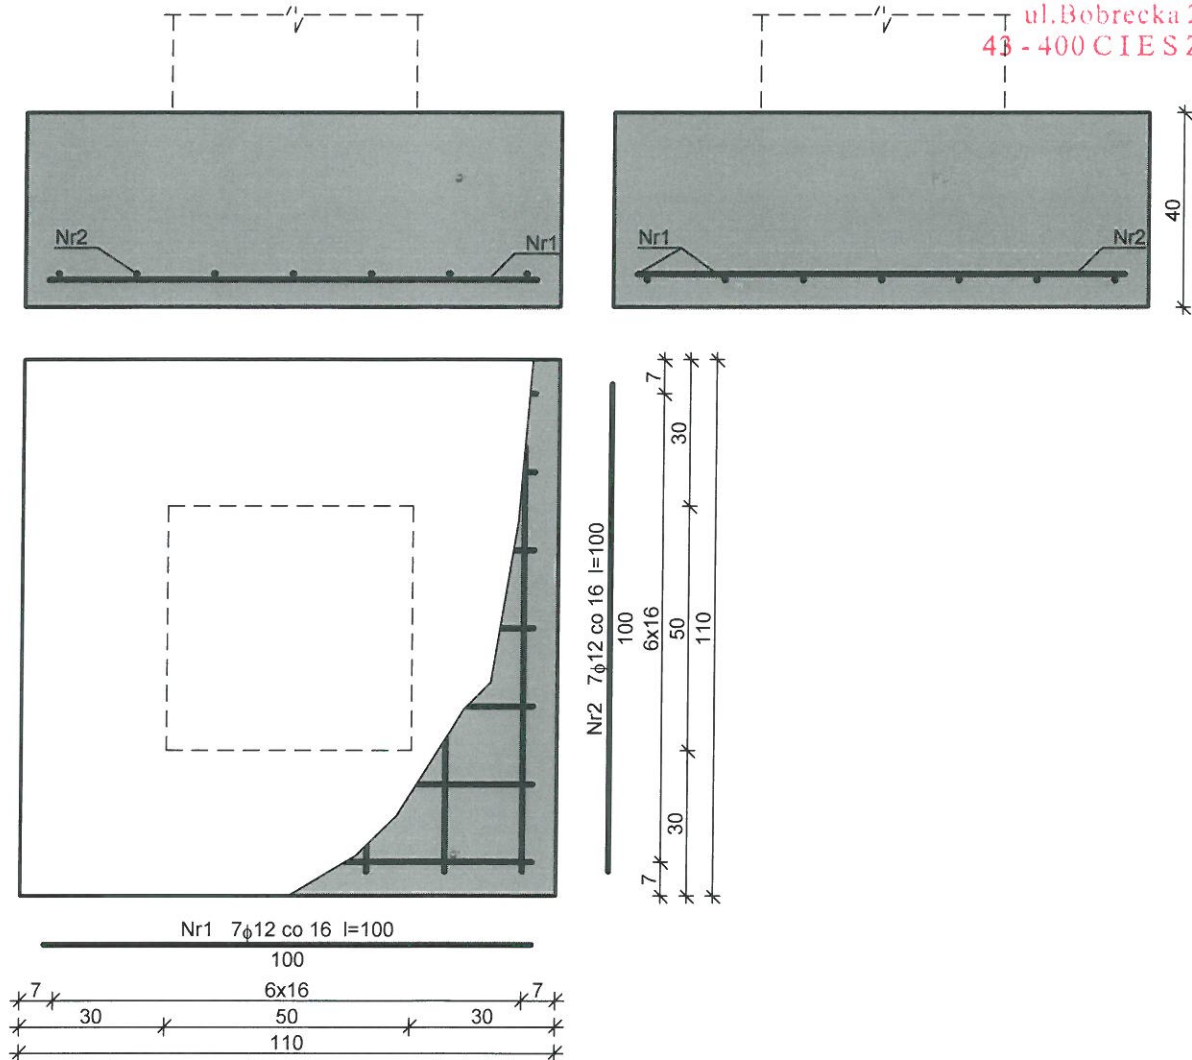 ul.Bobrecka 2
43 - 400 C I E S Z
Nr2
Nr1
Nr1
Nr2
40
7
30
Nr2 7ϕ12 co 16 l=100
100
6x16
50
110
30
7
Nr1 7ϕ12 co 16 l=100
100
7 6x16 7
30 50 30
110